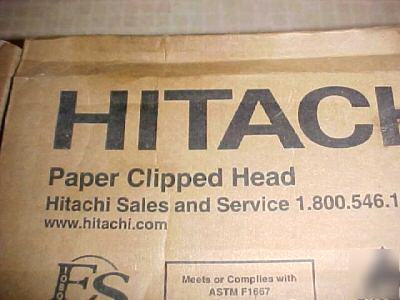 HITACH
Paper Clipped Head
Hitachi Sales and Service 1.800.546.1
www.hitachi.com
ES
Meets or Complies with
ASTM F1667